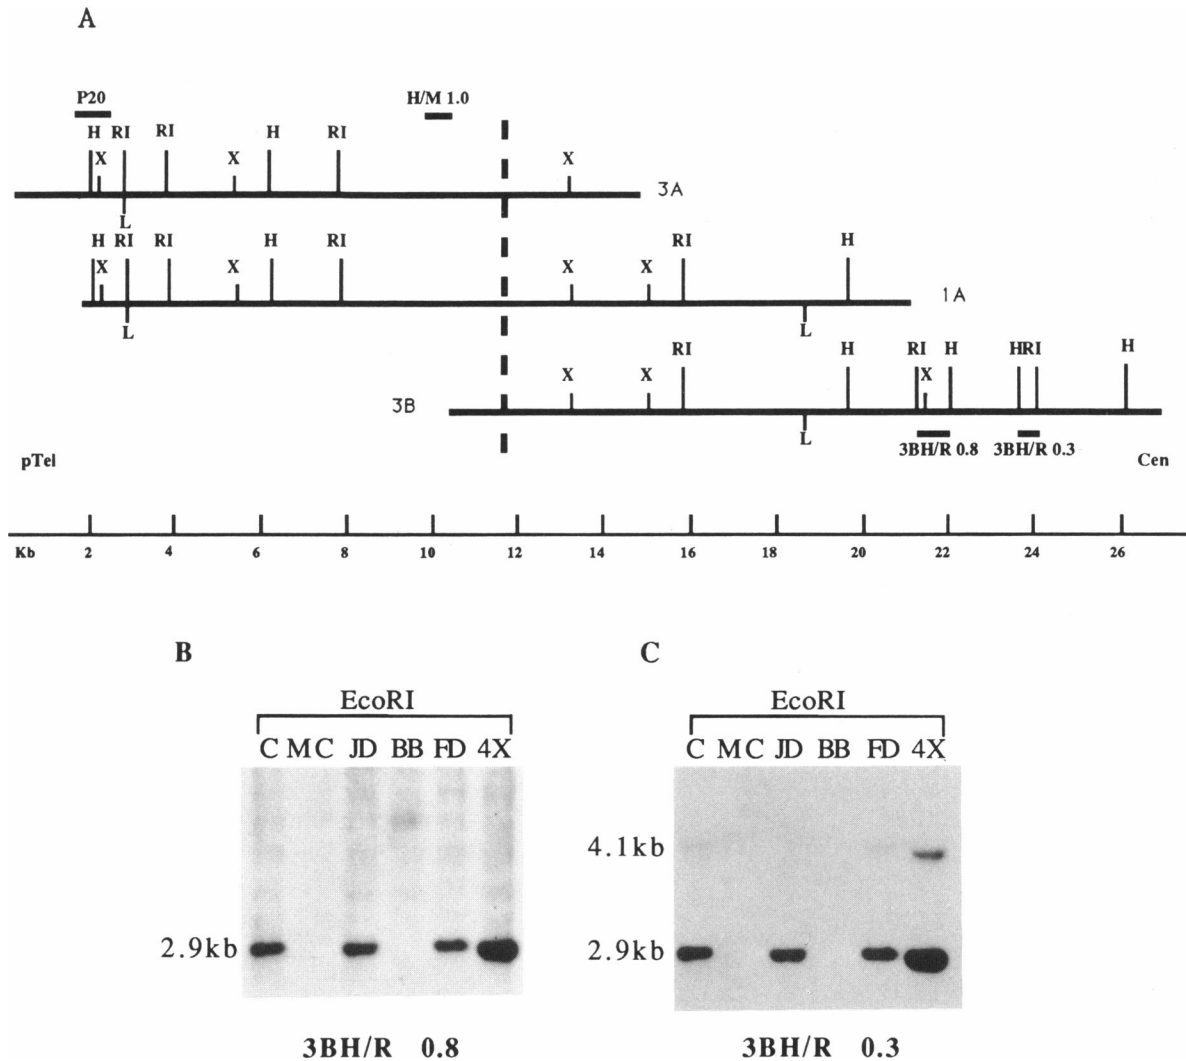 A
P20 H/M 1.0
H RI RI H RI
X X X
3A
L
H RI RI H RI RI H
X X X X
1A
L L
RI H RI H HRI H
X X X
3B
L
3BH/R 0.8 3BH/R 0.3
pTel Cen
Kb 2 4 6 8 10 12 14 16 18 20 22 24 26
B C
EcoRI EcoRI
C M C JD BB FD 4X C M C JD BB FD 4X
4.1kb
2.9kb 2.9kb
3BH/R 0.8 3BH/R 0.3